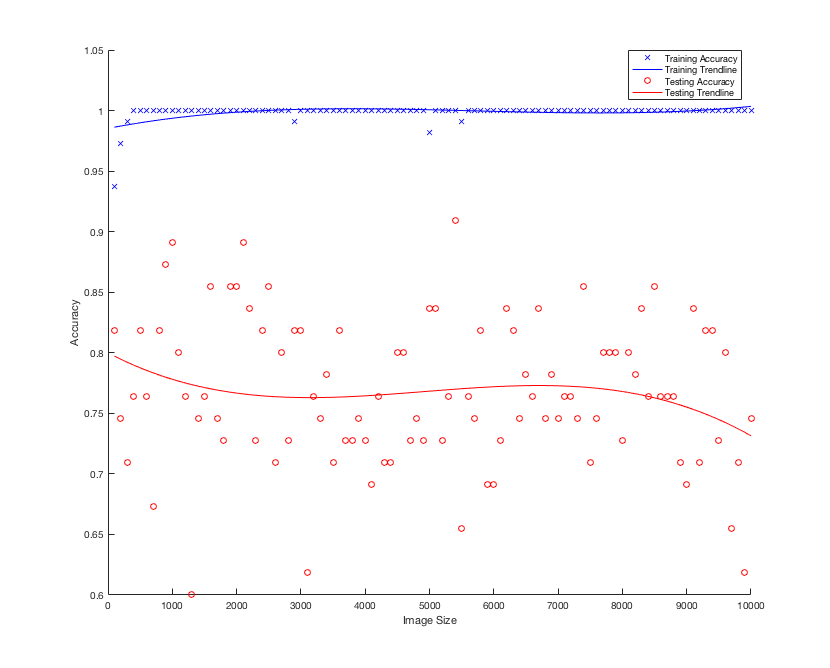 1.05
1
0.95
0.9
0.85
0.8
0.75
0.7
0.65
0.6
Accuracy
0 1000 2000 3000 4000 5000 6000 7000 8000 9000 10000
Image Size
Training Accuracy
Training Trendline
Testing Accuracy
Testing Trendline